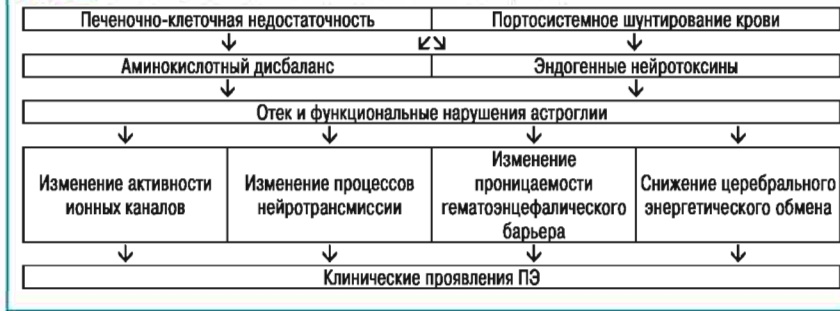 Печеночно-клеточная недостаточность
Портосистемное шунтирование крови
Аминокислотный дисбаланс
Эндогенные нейротоксины
Отек и функциональные нарушения астроглии
Изменение активности
ионных каналов
Изменение процессов
нейротрансмиссии
Изменение
проницаемости
гематоэнцефалического
барьера
Снижение церебрального
энергетического обмена
Клинические проявления ПЭ